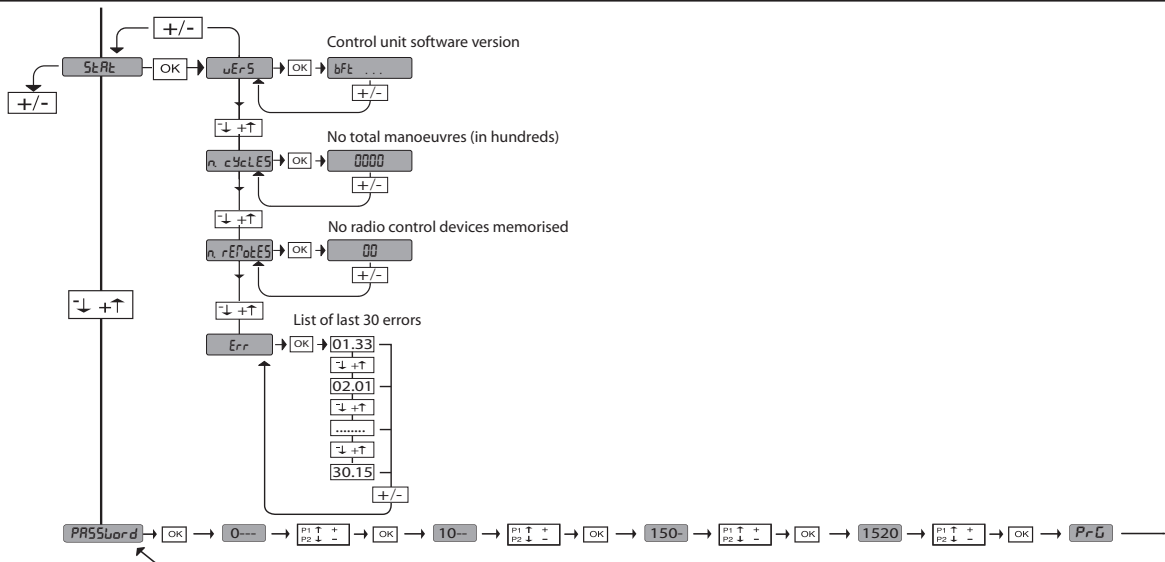 +/-
Control unit software version
StAt OK vErS OK bFt ...
+/-
+/-
-↓ +↑
No total manoeuvres (in hundreds)
n. cYcLES OK 0000
+/-
-↓ +↑
No radio control devices memorised
n. rEMotES OK 00
+/-
-↓ +↑
-↓ +↑
List of last 30 errors
Err OK 01.33
-↓ +↑
02.01
-↓ +↑
........
-↓ +↑
30.15
+/-
PASSword OK 0--- P1 ↑ + P2 ↓ - OK 10-- P1 ↑ + P2 ↓ - OK 150- P1 ↑ + P2 ↓ - OK 1520 P1 ↑ + P2 ↓ - OK PrG